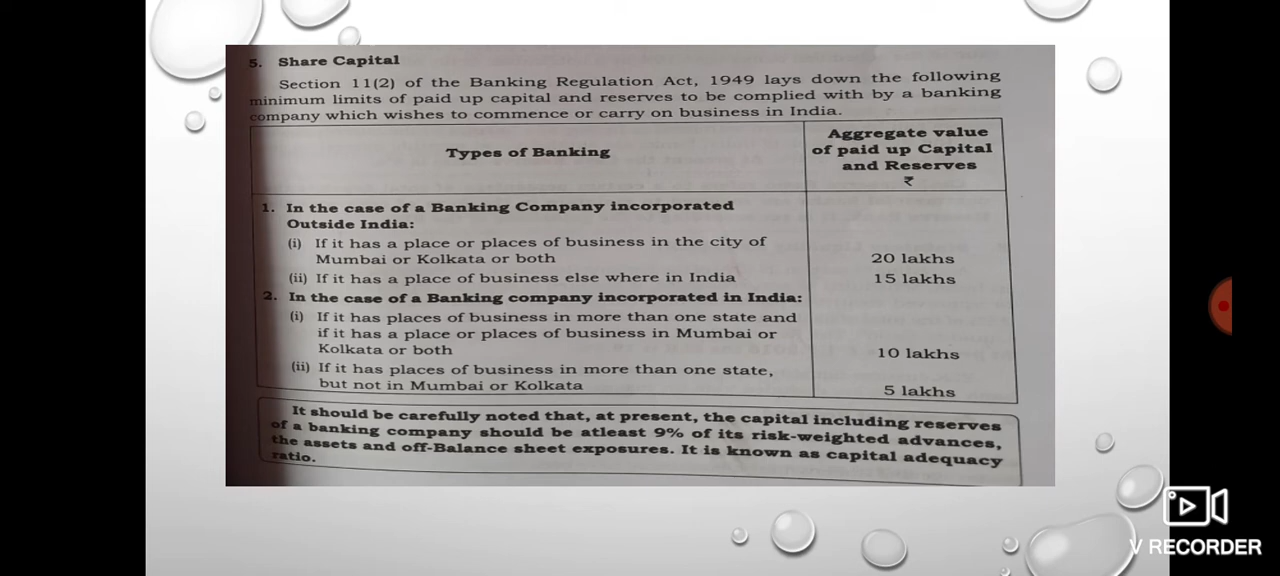 5. Share Capital
Section 11(2) of the Banking Regulation Act, 1949 lays down the following
minimum limits of paid up capital and reserves to be complied with by a banking
company which wishes to commence or carry on business in India.
Types of Banking
Aggregate value
of paid up Capital
and Reserves
₹
1. In the case of a Banking Company incorporated
Outside India:
(i) If it has a place or places of business in the city of
Mumbai or Kolkata or both 20 lakhs
(ii) If it has a place of business else where in India 15 lakhs
2. In the case of a Banking company incorporated in India:
(i) If it has places of business in more than one state and
if it has a place or places of business in Mumbai or
Kolkata or both 10 lakhs
(ii) If it has places of business in more than one state,
but not in Mumbai or Kolkata 5 lakhs
It should be carefully noted that, at present, the capital including reserves
of a banking company should be atleast 9% of its risk-weighted advances,
the assets and off-Balance sheet exposures. It is known as capital adequacy
ratio.
V RECORDER